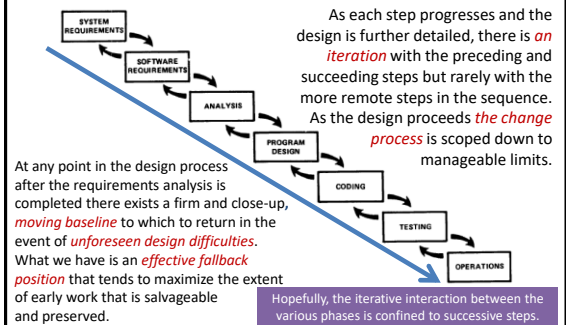 SYSTEM
REQUIREMENTS
SOFTWARE
REQUIREMENTS
ANALYSIS
PROGRAM
DESIGN
CODING
TESTING
OPERATIONS
As each step progresses and the
design is further detailed, there is an
iteration with the preceding and
succeeding steps but rarely with the
more remote steps in the sequence.
As the design proceeds the change
process is scoped down to
manageable limits.
At any point in the design process
after the requirements analysis is
completed there exists a firm and close-up,
moving baseline to which to return in the
event of unforeseen design difficulties.
What we have is an effective fallback
position that tends to maximize the extent
of early work that is salvageable
and preserved.
Hopefully, the iterative interaction between the
various phases is confined to successive steps.